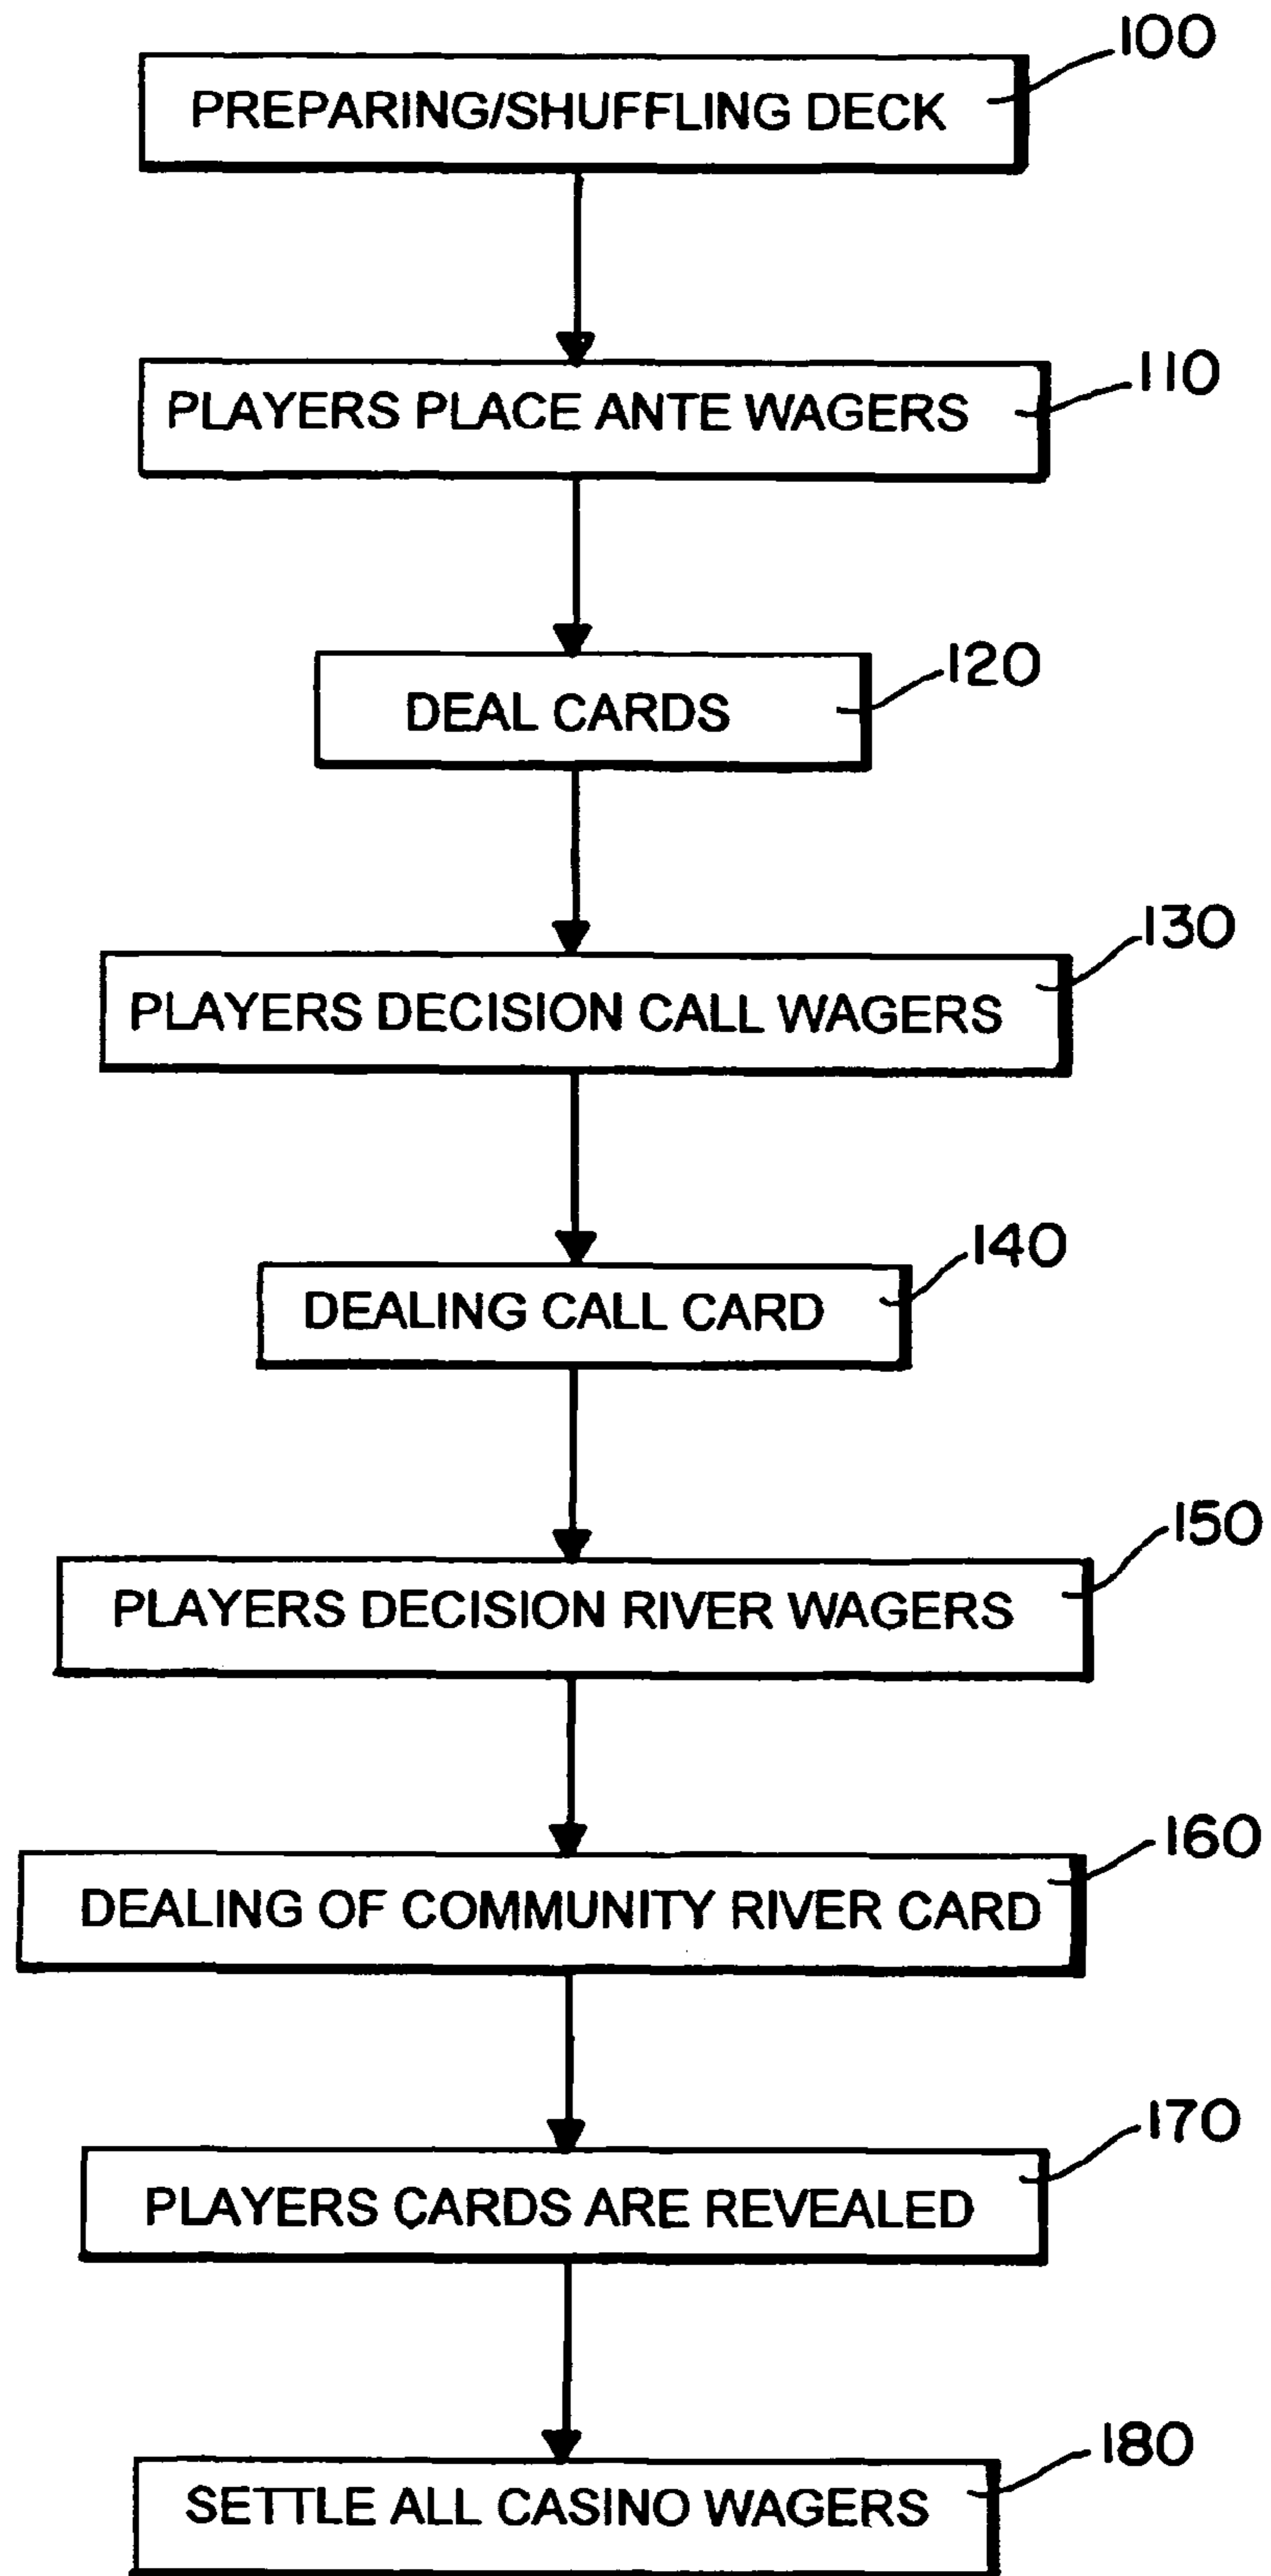 100
PREPARING/SHUFFLING DECK
110
PLAYERS PLACE ANTE WAGERS
120
DEAL CARDS
130
PLAYERS DECISION CALL WAGERS
140
DEALING CALL CARD
150
PLAYERS DECISION RIVER WAGERS
160
DEALING OF COMMUNITY RIVER CARD
170
PLAYERS CARDS ARE REVEALED
180
SETTLE ALL CASINO WAGERS